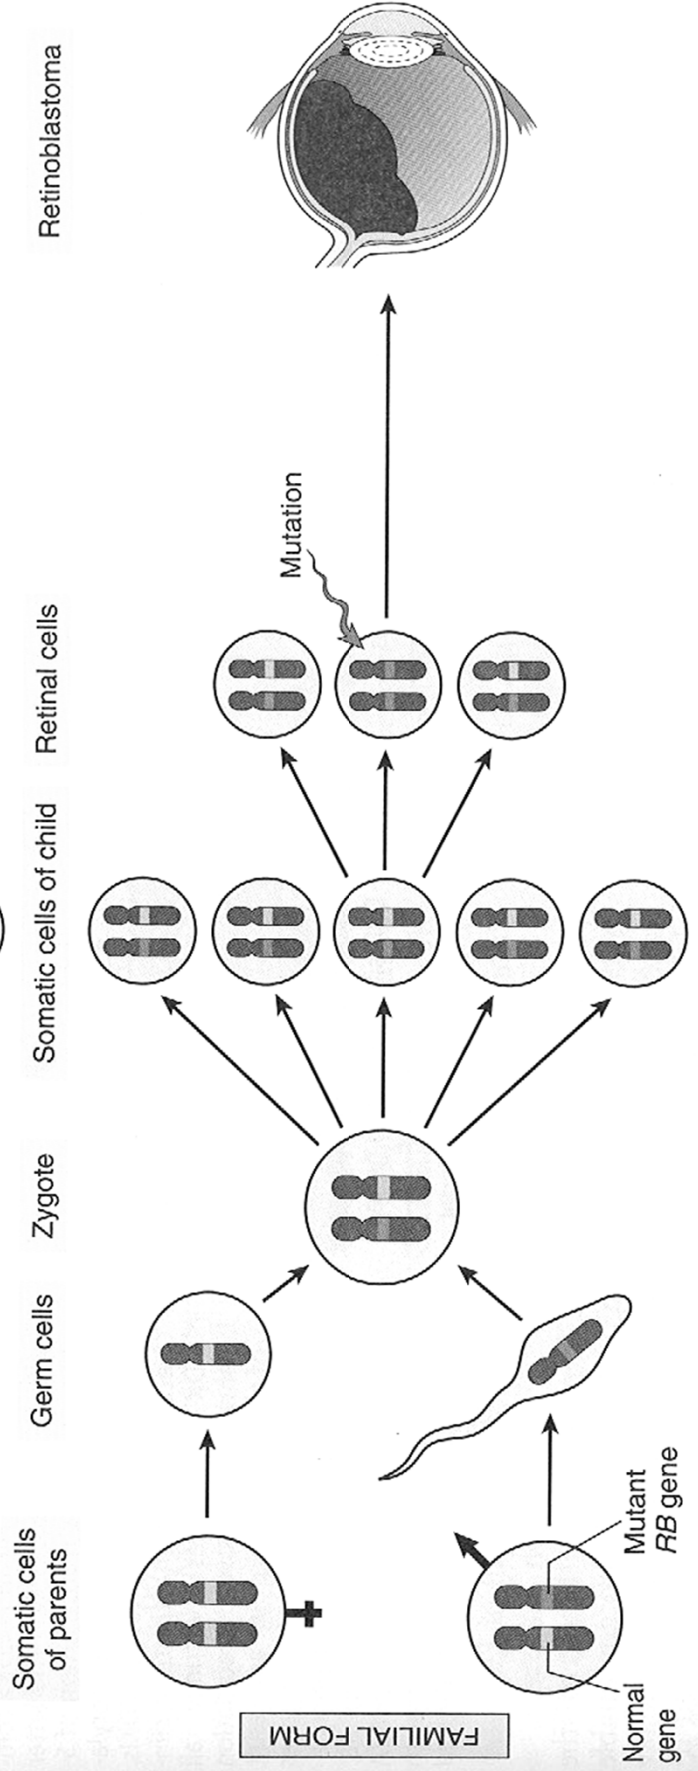 Somatic cells
of parents
Germ cells
Zygote
Somatic cells of child
Retinal cells
Retinoblastoma
Mutation
FAMILIAL FORM
Normal
gene
Mutant
RB gene